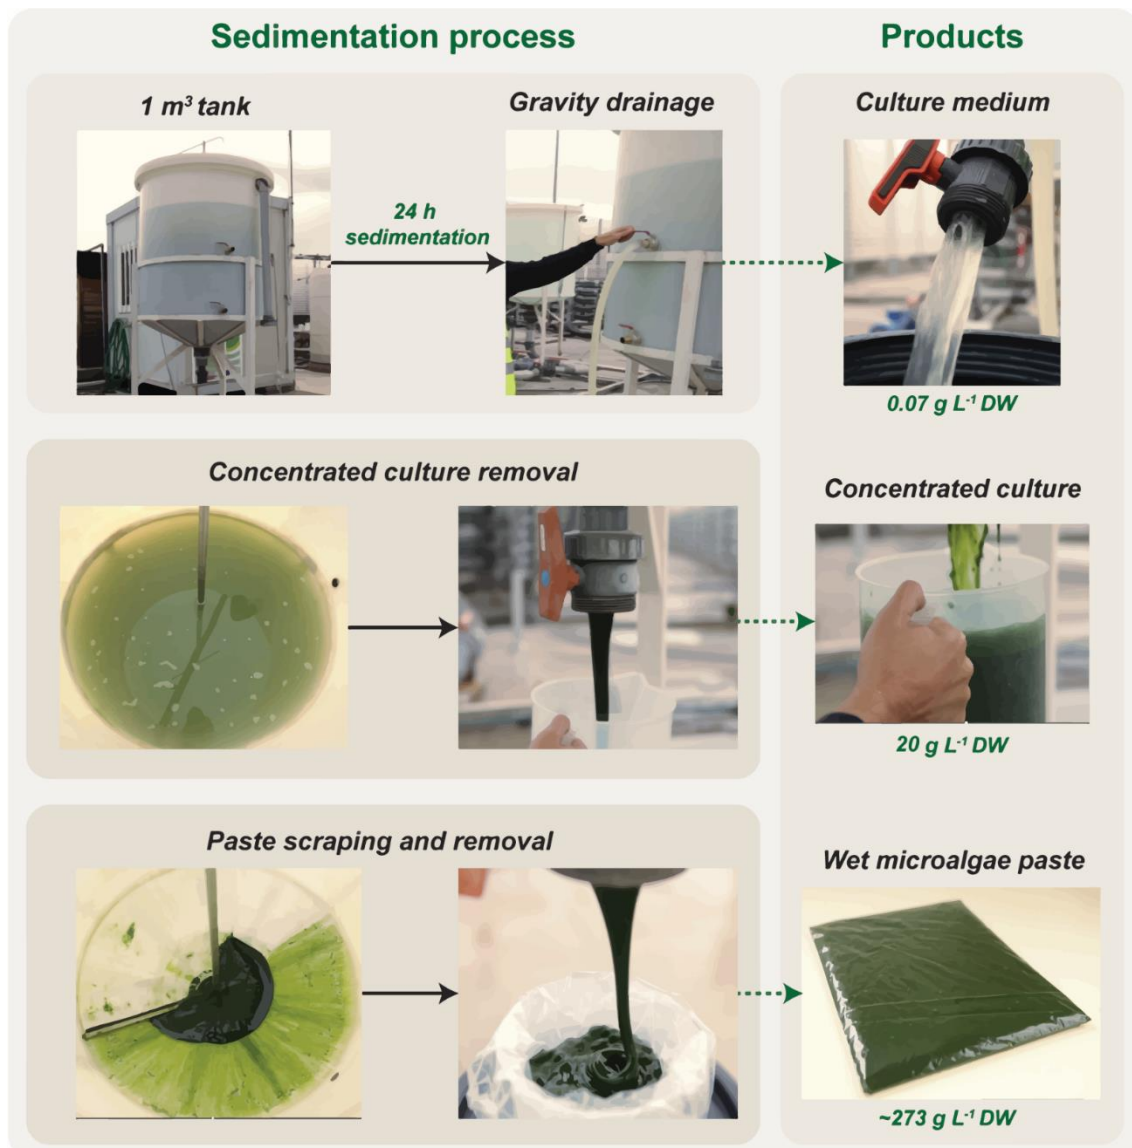 Sedimentation process
Products
1 m³ tank
Gravity drainage
Culture medium
24 h
sedimentation
0.07 g L⁻¹ DW
Concentrated culture removal
Concentrated culture
20 g L⁻¹ DW
Paste scraping and removal
Wet microalgae paste
~273 g L⁻¹ DW